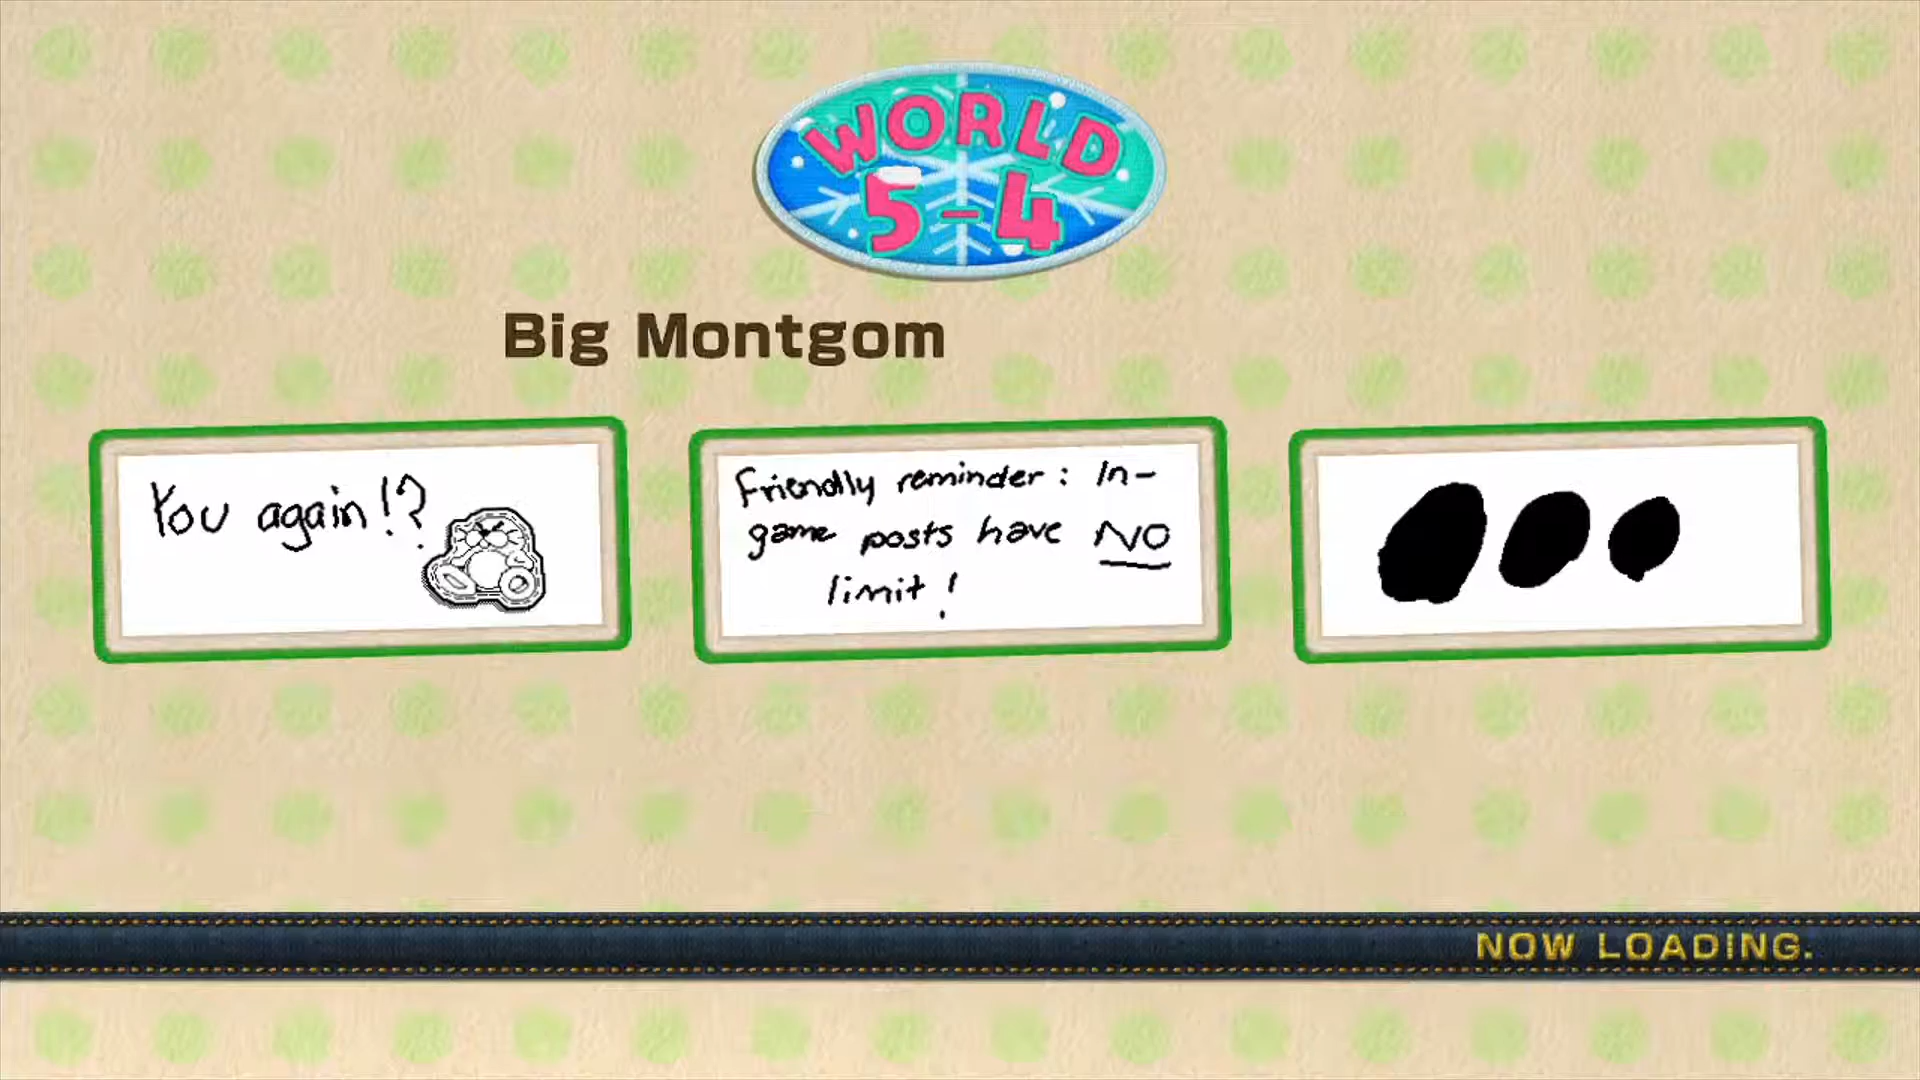 WORLD
5-4
Big Montgom
You again!?
Friendly reminder: In-
game posts have NO
limit!
NOW LOADING.